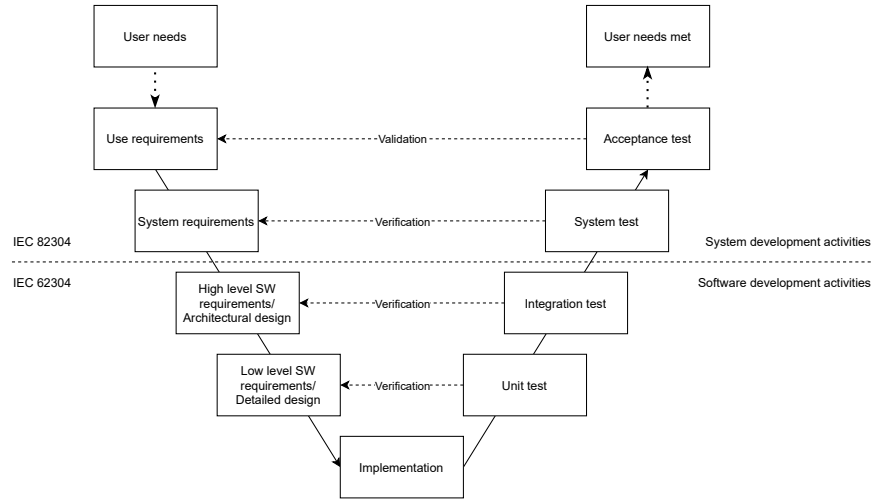 User needs
User needs met
Use requirements
Validation
Acceptance test
System requirements
Verification
System test
IEC 82304
System development activities
IEC 62304
Software development activities
High level SW
requirements/
Architectural design
Verification
Integration test
Low level SW
requirements/
Detailed design
Verification
Unit test
Implementation